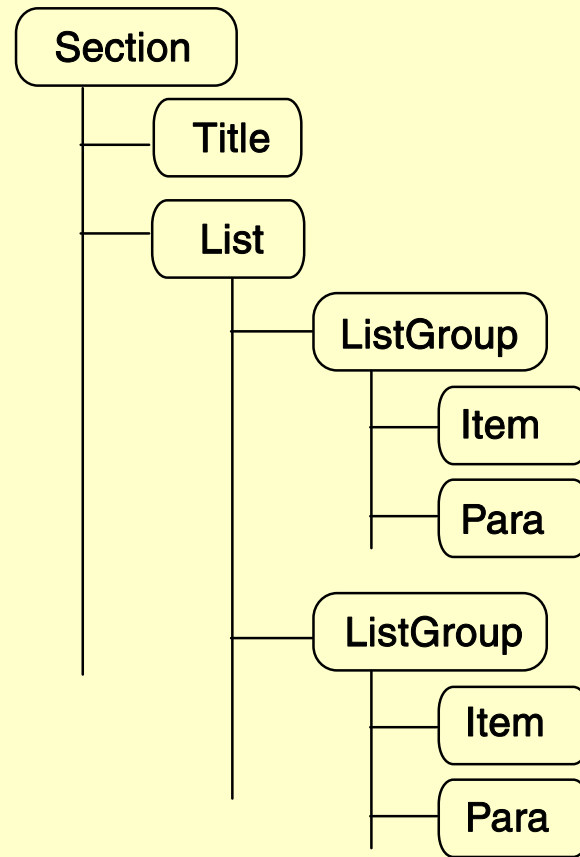 Section
Title
List
ListGroup
Item
Para
ListGroup
Item
Para